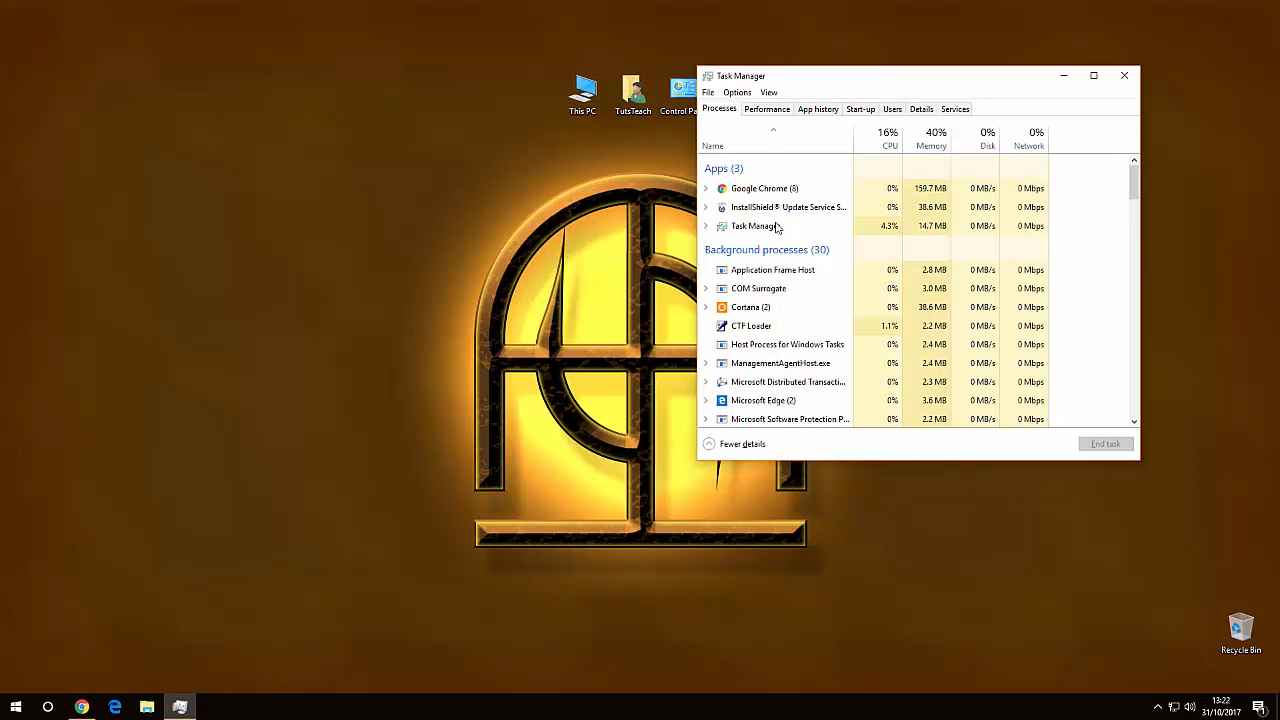 This PC
TutsTeach
Control Pa
Task Manager
File Options View
Processes Performance App history Start-up Users Details Services
16% 40% 0% 0%
Name CPU Memory Disk Network
Apps (3)
Google Chrome (8) 0% 159.7 MB 0 MB/s 0 Mbps
InstallShield® Update Service S... 0% 38.6 MB 0 MB/s 0 Mbps
Task Manager 4.3% 14.7 MB 0 MB/s 0 Mbps
Background processes (30)
Application Frame Host 0% 2.8 MB 0 MB/s 0 Mbps
COM Surrogate 0% 3.0 MB 0 MB/s 0 Mbps
Cortana (2) 0% 38.6 MB 0 MB/s 0 Mbps
CTF Loader 1.1% 2.2 MB 0 MB/s 0 Mbps
Host Process for Windows Tasks 0% 2.4 MB 0 MB/s 0 Mbps
ManagementAgentHost.exe 0% 2.4 MB 0 MB/s 0 Mbps
Microsoft Distributed Transacti... 0% 2.3 MB 0 MB/s 0 Mbps
Microsoft Edge (2) 0% 3.6 MB 0 MB/s 0 Mbps
Microsoft Software Protection P... 0% 2.2 MB 0 MB/s 0 Mbps
Fewer details End task
Recycle Bin
13:22
31/10/2017
1